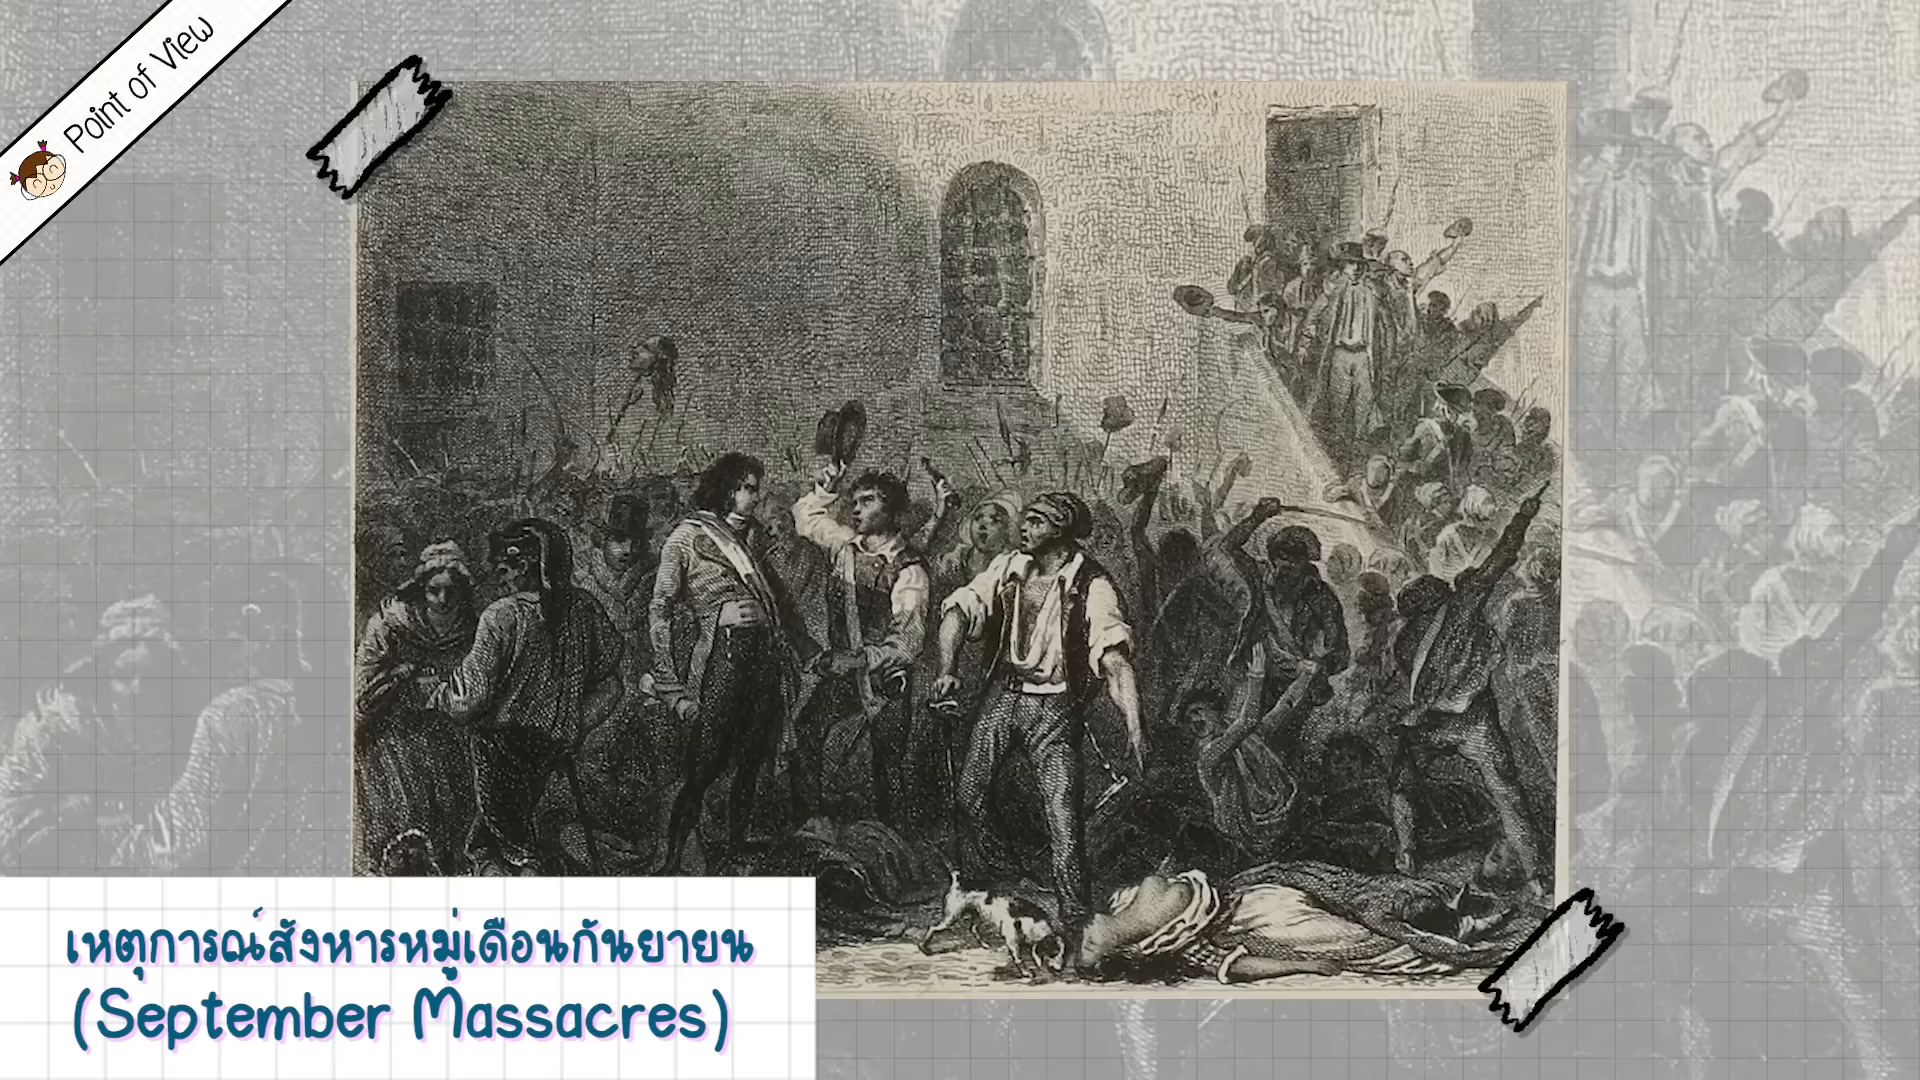 Point of View
เหตุการณ์สังหารหมู่เดือนกันยายน
(September Massacres)